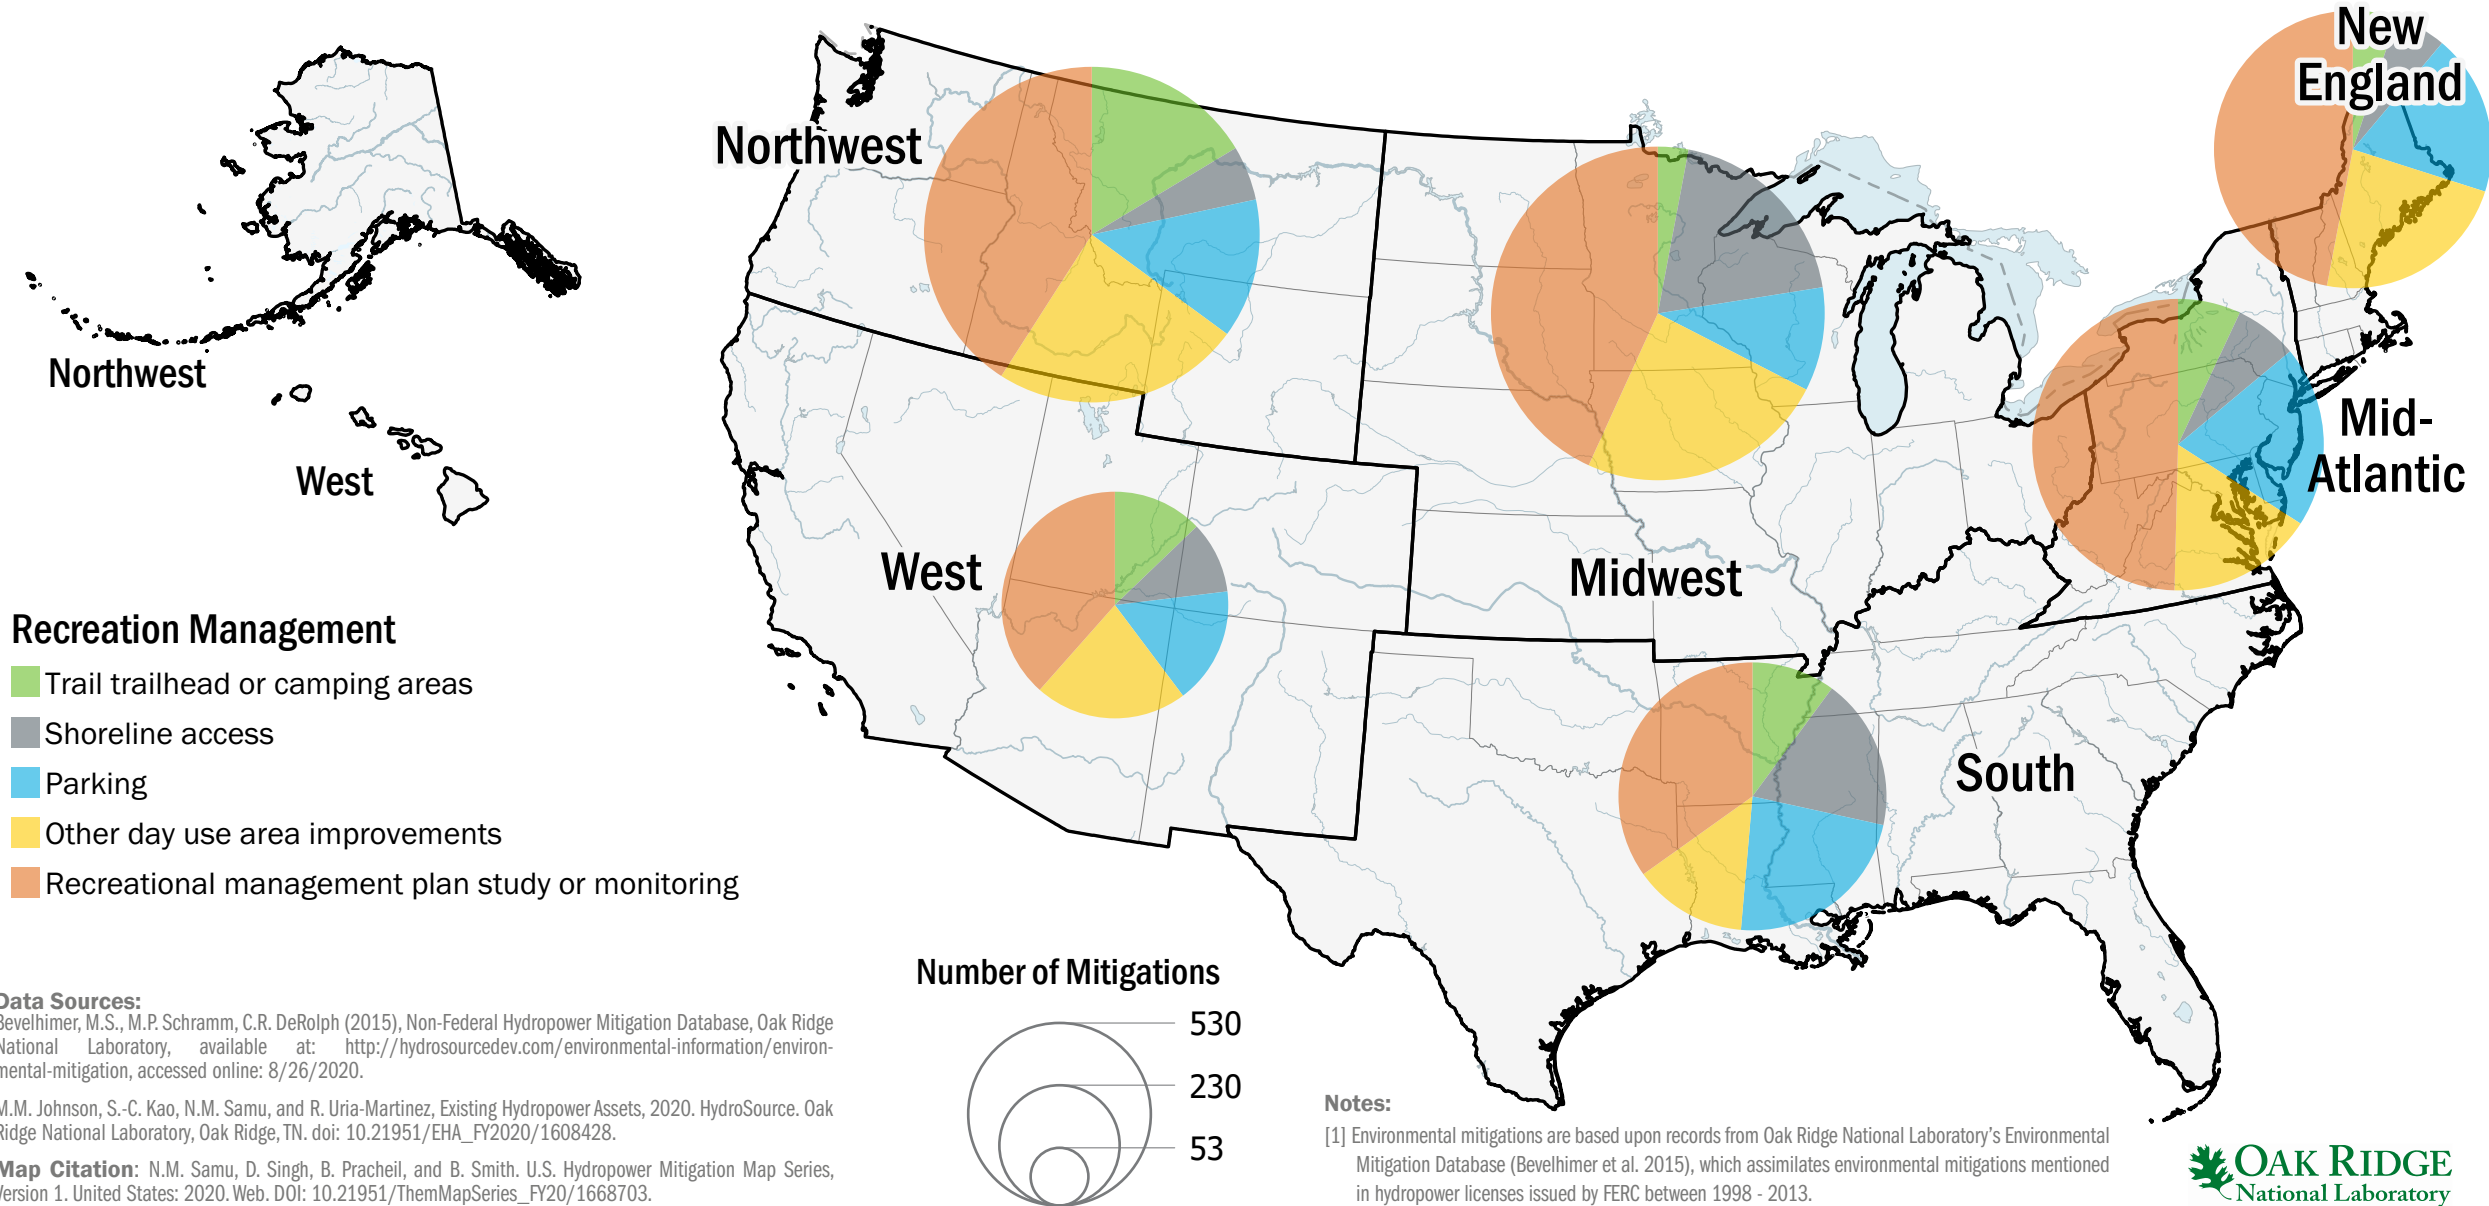 New
England
Northwest
Northwest
West
Mid-
Atlantic
West
Midwest
South
Recreation Management
Trail trailhead or camping areas
Shoreline access
Parking
Other day use area improvements
Recreational management plan study or monitoring
Number of Mitigations
530
230
53
Data Sources:
Bevelhimer, M.S., M.P. Schramm, C.R. DeRolph (2015), Non-Federal Hydropower Mitigation Database, Oak Ridge
National Laboratory, available at: http://hydrosourcedev.com/environmental-information/environ-
mental-mitigation, accessed online: 8/26/2020.
M.M. Johnson, S.-C. Kao, N.M. Samu, and R. Uria-Martinez, Existing Hydropower Assets, 2020. HydroSource. Oak
Ridge National Laboratory, Oak Ridge, TN. doi: 10.21951/EHA_FY2020/1608428.
Map Citation: N.M. Samu, D. Singh, B. Pracheil, and B. Smith. U.S. Hydropower Mitigation Map Series,
Version 1. United States: 2020. Web. DOI: 10.21951/ThemMapSeries_FY20/1668703.
Notes:
[1] Environmental mitigations are based upon records from Oak Ridge National Laboratory's Environmental
Mitigation Database (Bevelhimer et al. 2015), which assimilates environmental mitigations mentioned
in hydropower licenses issued by FERC between 1998 - 2013.
OAK RIDGE
National Laboratory